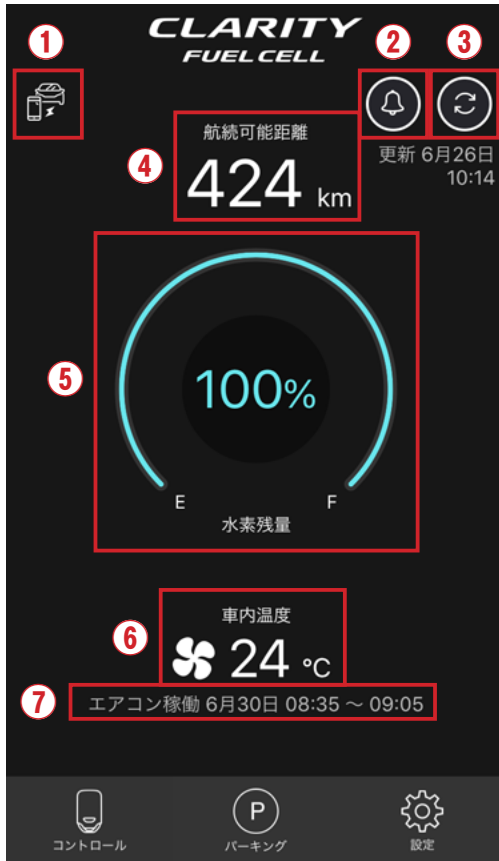 ①
CLARITY
②
③
FUEL CELL
④
航続可能距離
424 km
更新 6月26日
10:14
⑤
100%
E
F
水素残量
⑥
車内温度
24 °C
⑦
エアコン稼働 6月30日 08:35 ～ 09:05
P
コントロール
パーキング
設定